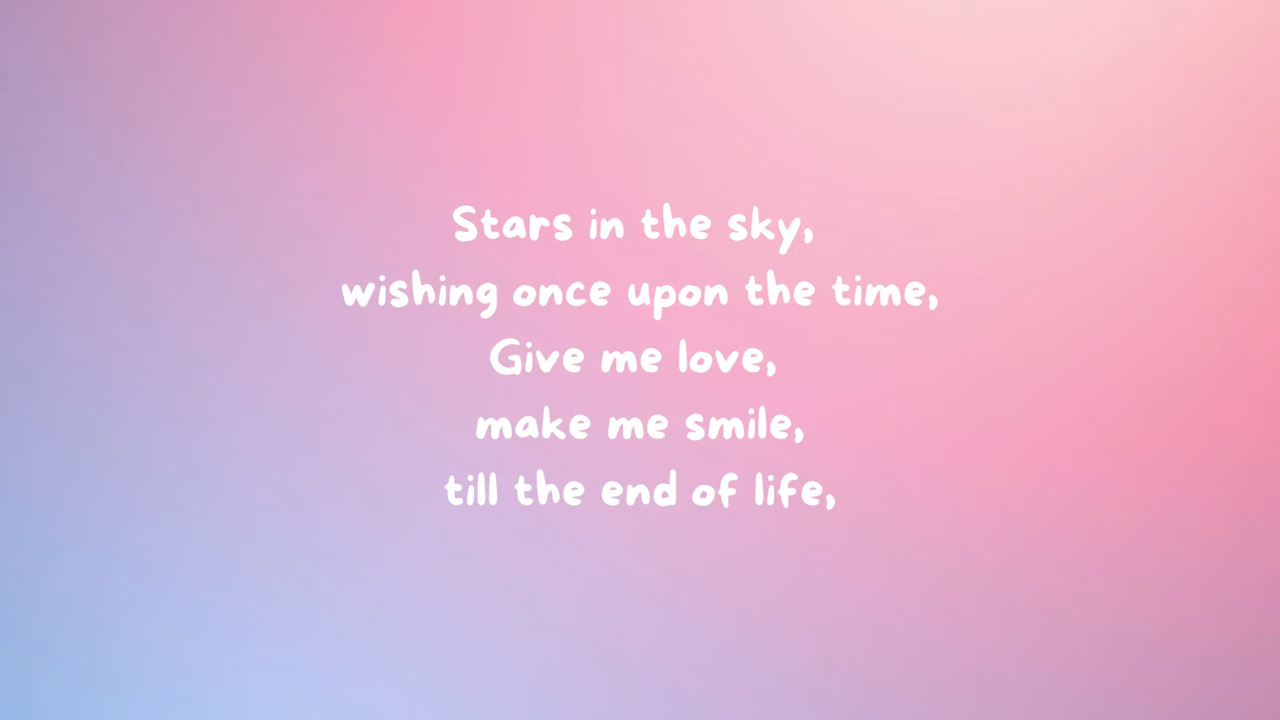 Stars in the sky,
wishing once upon the time,
Give me love,
make me smile,
till the end of life,